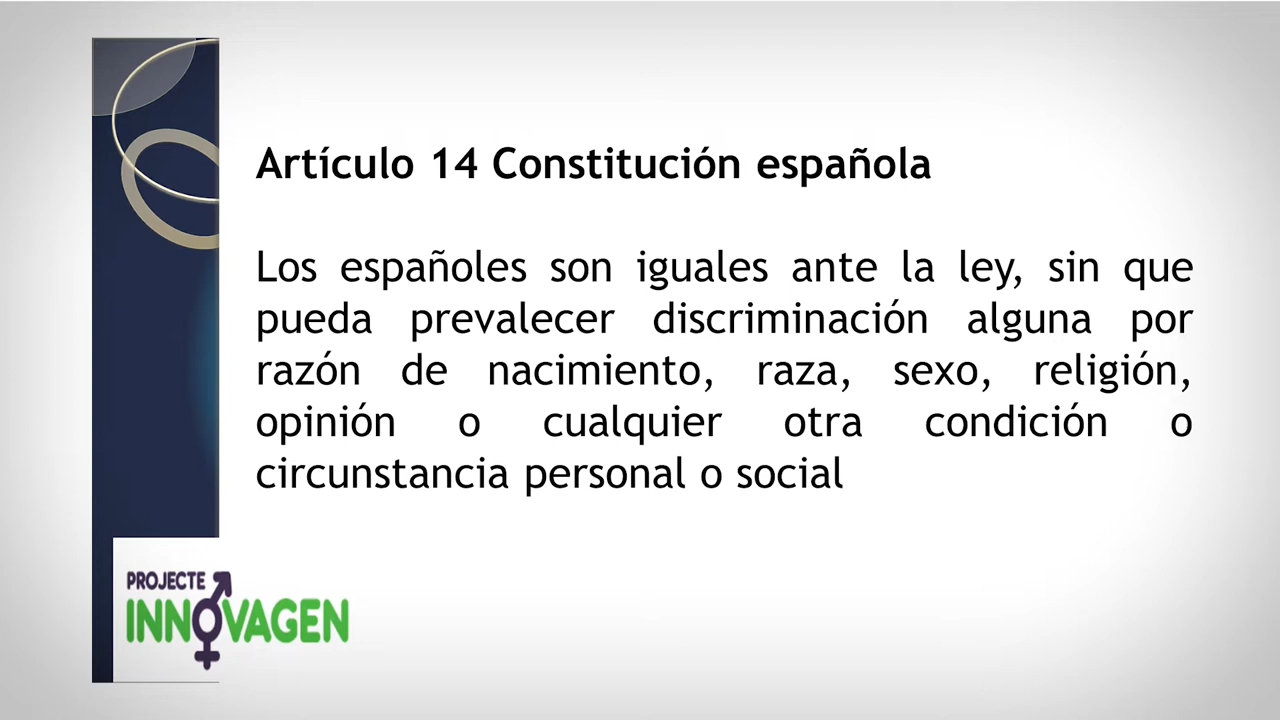 Artículo 14 Constitución española
Los españoles son iguales ante la ley, sin que
pueda prevalecer discriminación alguna por
razón de nacimiento, raza, sexo, religión,
opinión o cualquier otra condición o
circunstancia personal o social
PROJECTE
INNOVAGEN